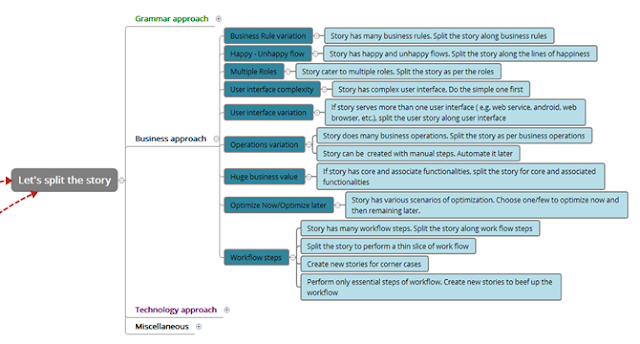 Grammar approach
Business Rule variation
Story has many business rules. Split the story along business rules
Happy - Unhappy flow
Story has happy and unhappy flows. Split the story along the lines of happiness
Multiple Roles
Story cater to multiple roles. Split the story as per the roles
User interface complexity
Story has complex user interface. Do the simple one first
User interface variation
If story serves more than one user interface ( e.g. web service, android, web
browser, etc.), split the user story along user interface
Business approach
Operations variation
Story does many business operations. Split the story as per business operations
Story can be created with manual steps. Automate it later
Let's split the story
Huge business value
If story has core and associate functionalities, split the story for core and associated
functionalities
Optimize Now/Optimize later
Story has various scenarios of optimization. Choose one/few to optimize now and
then remaining later.
Workflow steps
Story has many workflow steps. Split the story along work flow steps
Split the story to perform a thin slice of work flow
Create new stories for corner cases
Perform only essential steps of workflow. Create new stories to beef up the
workflow
Technology approach
Miscellaneous